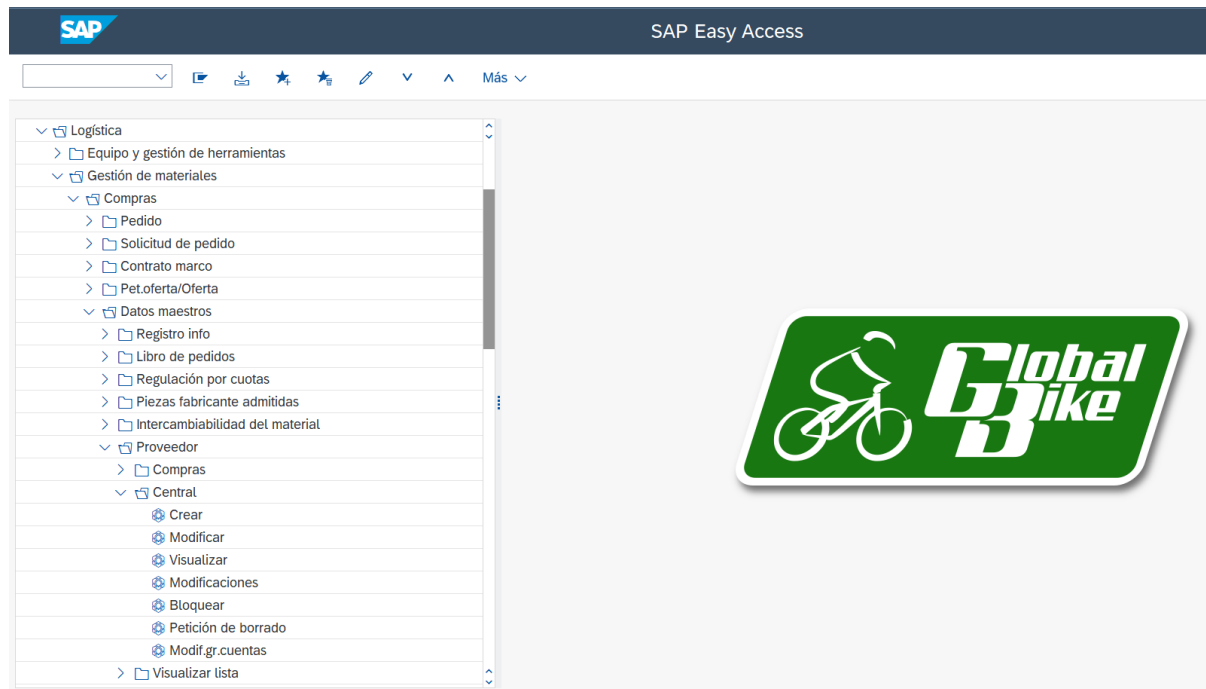 SAP
SAP Easy Access
Más
Logística
Equipo y gestión de herramientas
Gestión de materiales
Compras
Pedido
Solicitud de pedido
Contrato marco
Pet.oferta/Oferta
Datos maestros
Registro info
Libro de pedidos
Regulación por cuotas
Piezas fabricante admitidas
Intercambiabilidad del material
Proveedor
Compras
Central
Crear
Modificar
Visualizar
Modificaciones
Bloquear
Petición de borrado
Modif.gr.cuentas
Visualizar lista
Global
Bike